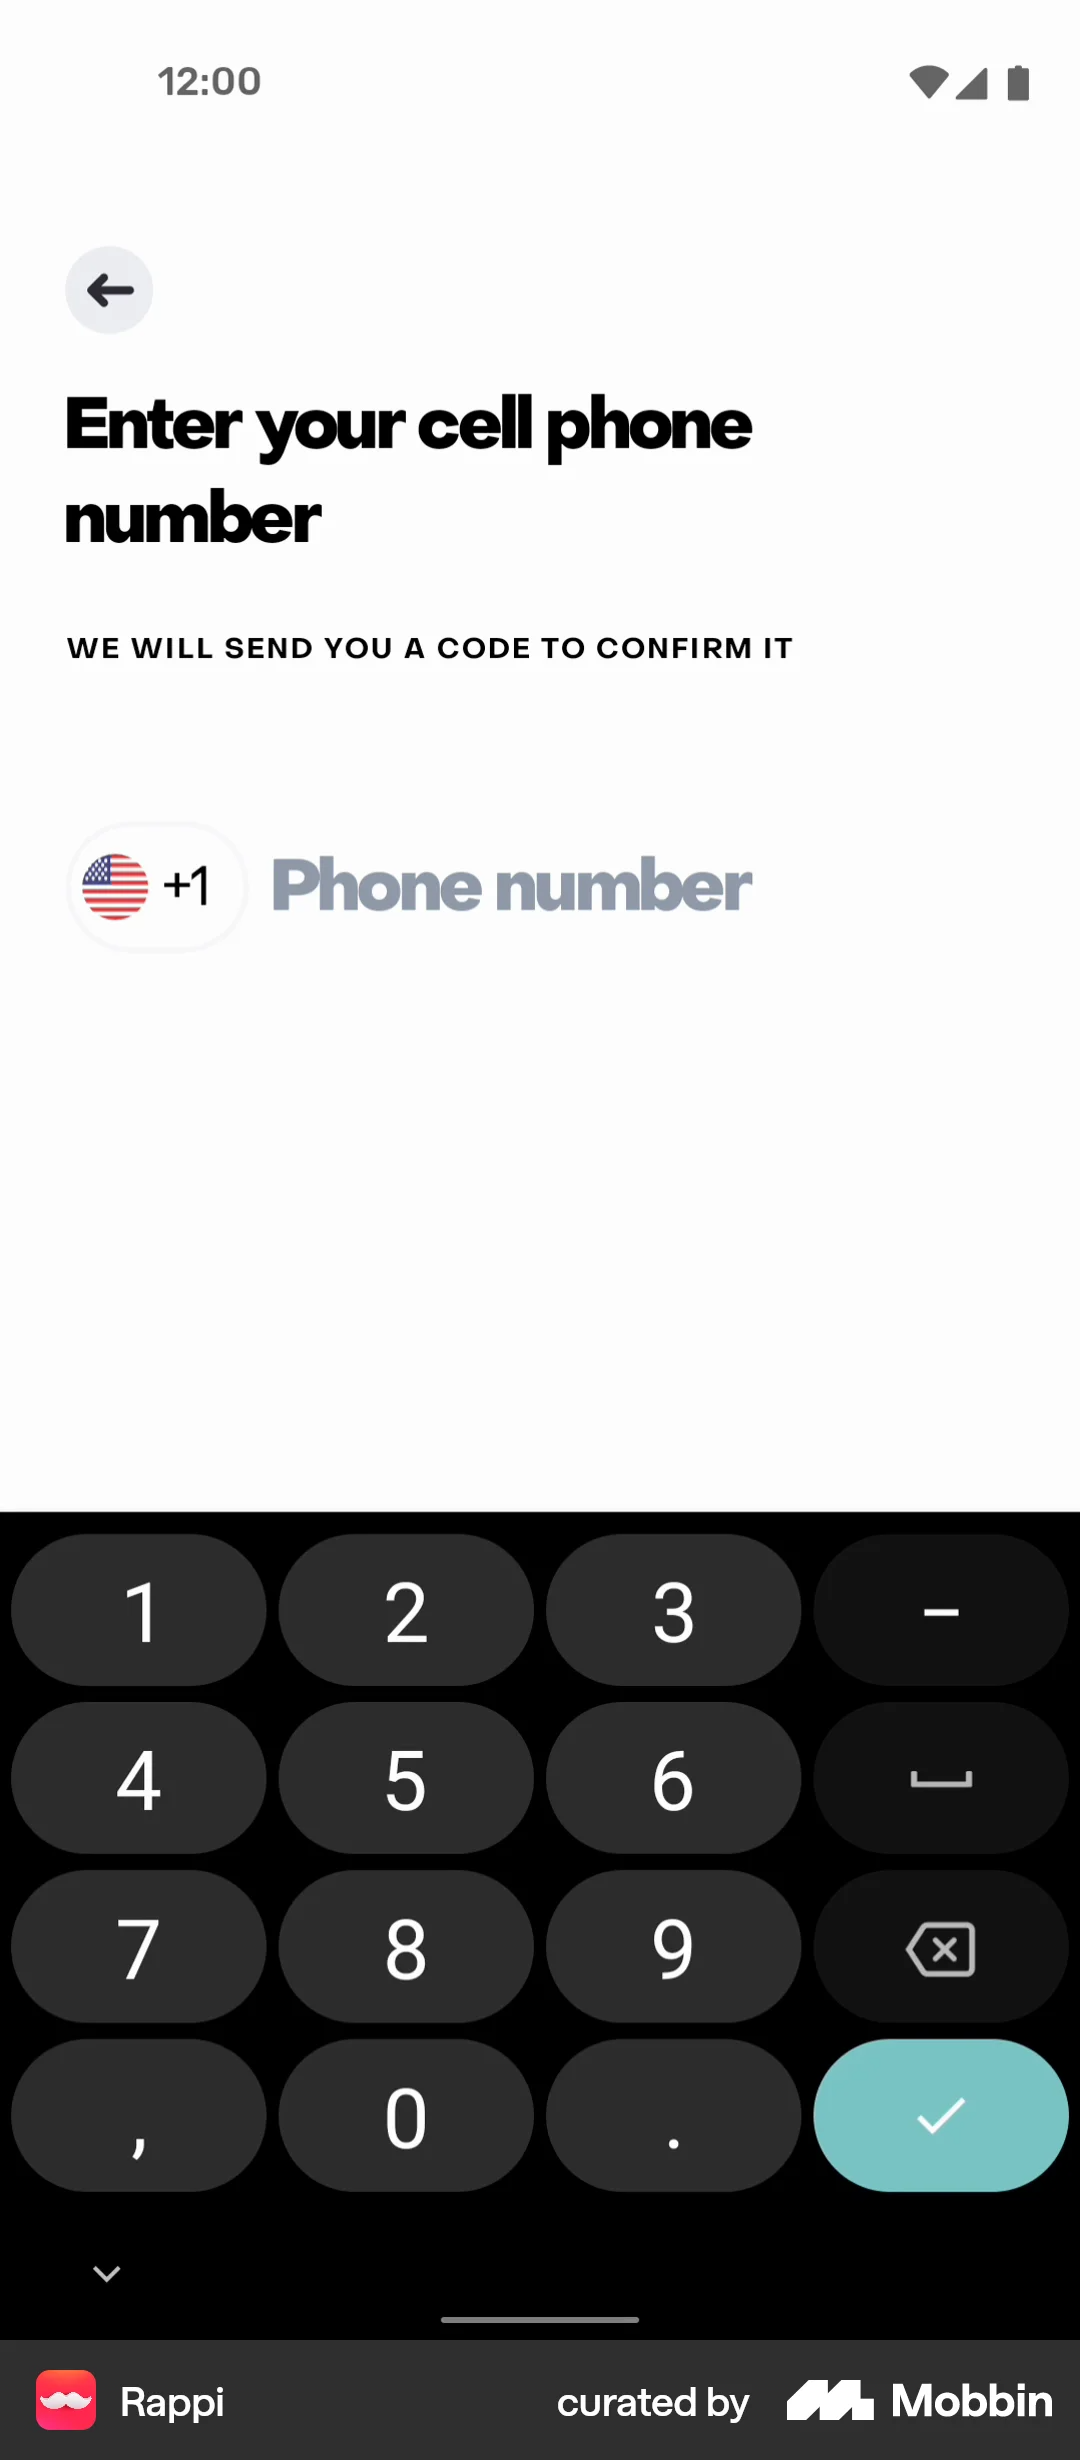 12:00
Enter your cell phone
number
WE WILL SEND YOU A CODE TO CONFIRM IT
+1 Phone number
1 2 3 –
4 5 6
7 8 9
, 0 .
Rappi curated by Mobbin